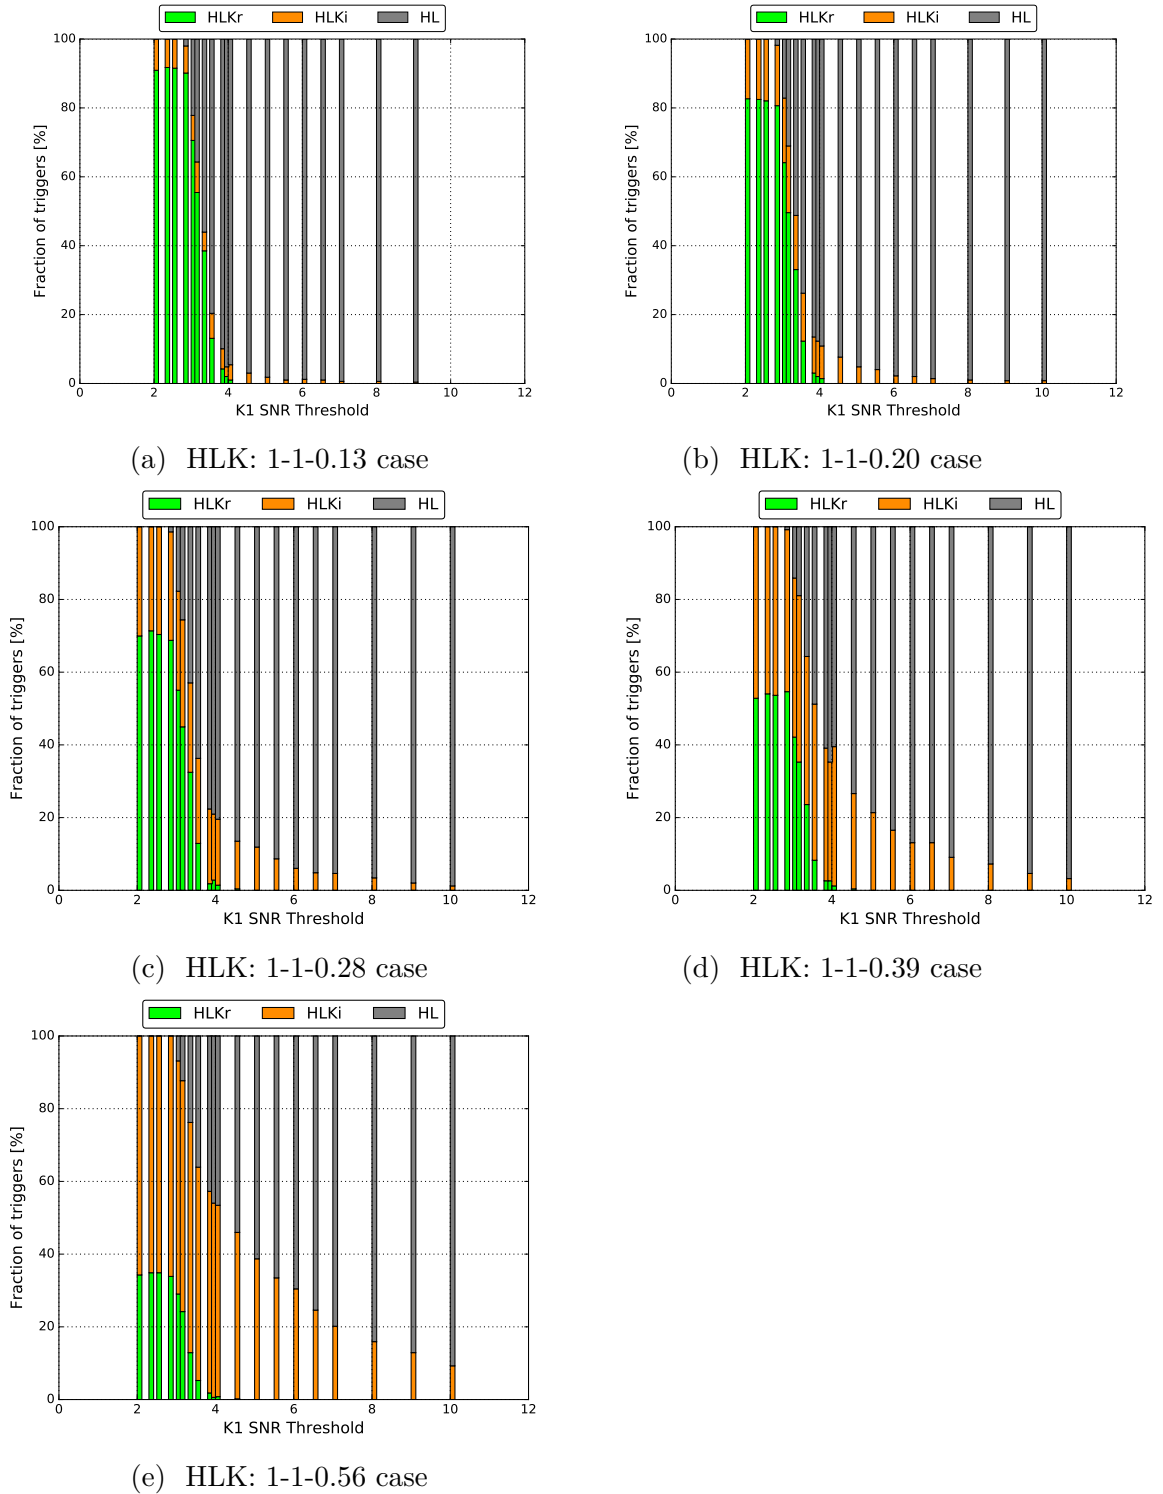 HLKr HLKi HL
100
80
60
40
20
0
Fraction of triggers [%]
0 2 4 6 8 10 12
K1 SNR Threshold
(a) HLK: 1-1-0.13 case
HLKr HLKi HL
100
80
60
40
20
0
Fraction of triggers [%]
0 2 4 6 8 10 12
K1 SNR Threshold
(b) HLK: 1-1-0.20 case
HLKr HLKi HL
100
80
60
40
20
0
Fraction of triggers [%]
0 2 4 6 8 10 12
K1 SNR Threshold
(c) HLK: 1-1-0.28 case
HLKr HLKi HL
100
80
60
40
20
0
Fraction of triggers [%]
0 2 4 6 8 10 12
K1 SNR Threshold
(d) HLK: 1-1-0.39 case
HLKr HLKi HL
100
80
60
40
20
0
Fraction of triggers [%]
0 2 4 6 8 10 12
K1 SNR Threshold
(e) HLK: 1-1-0.56 case